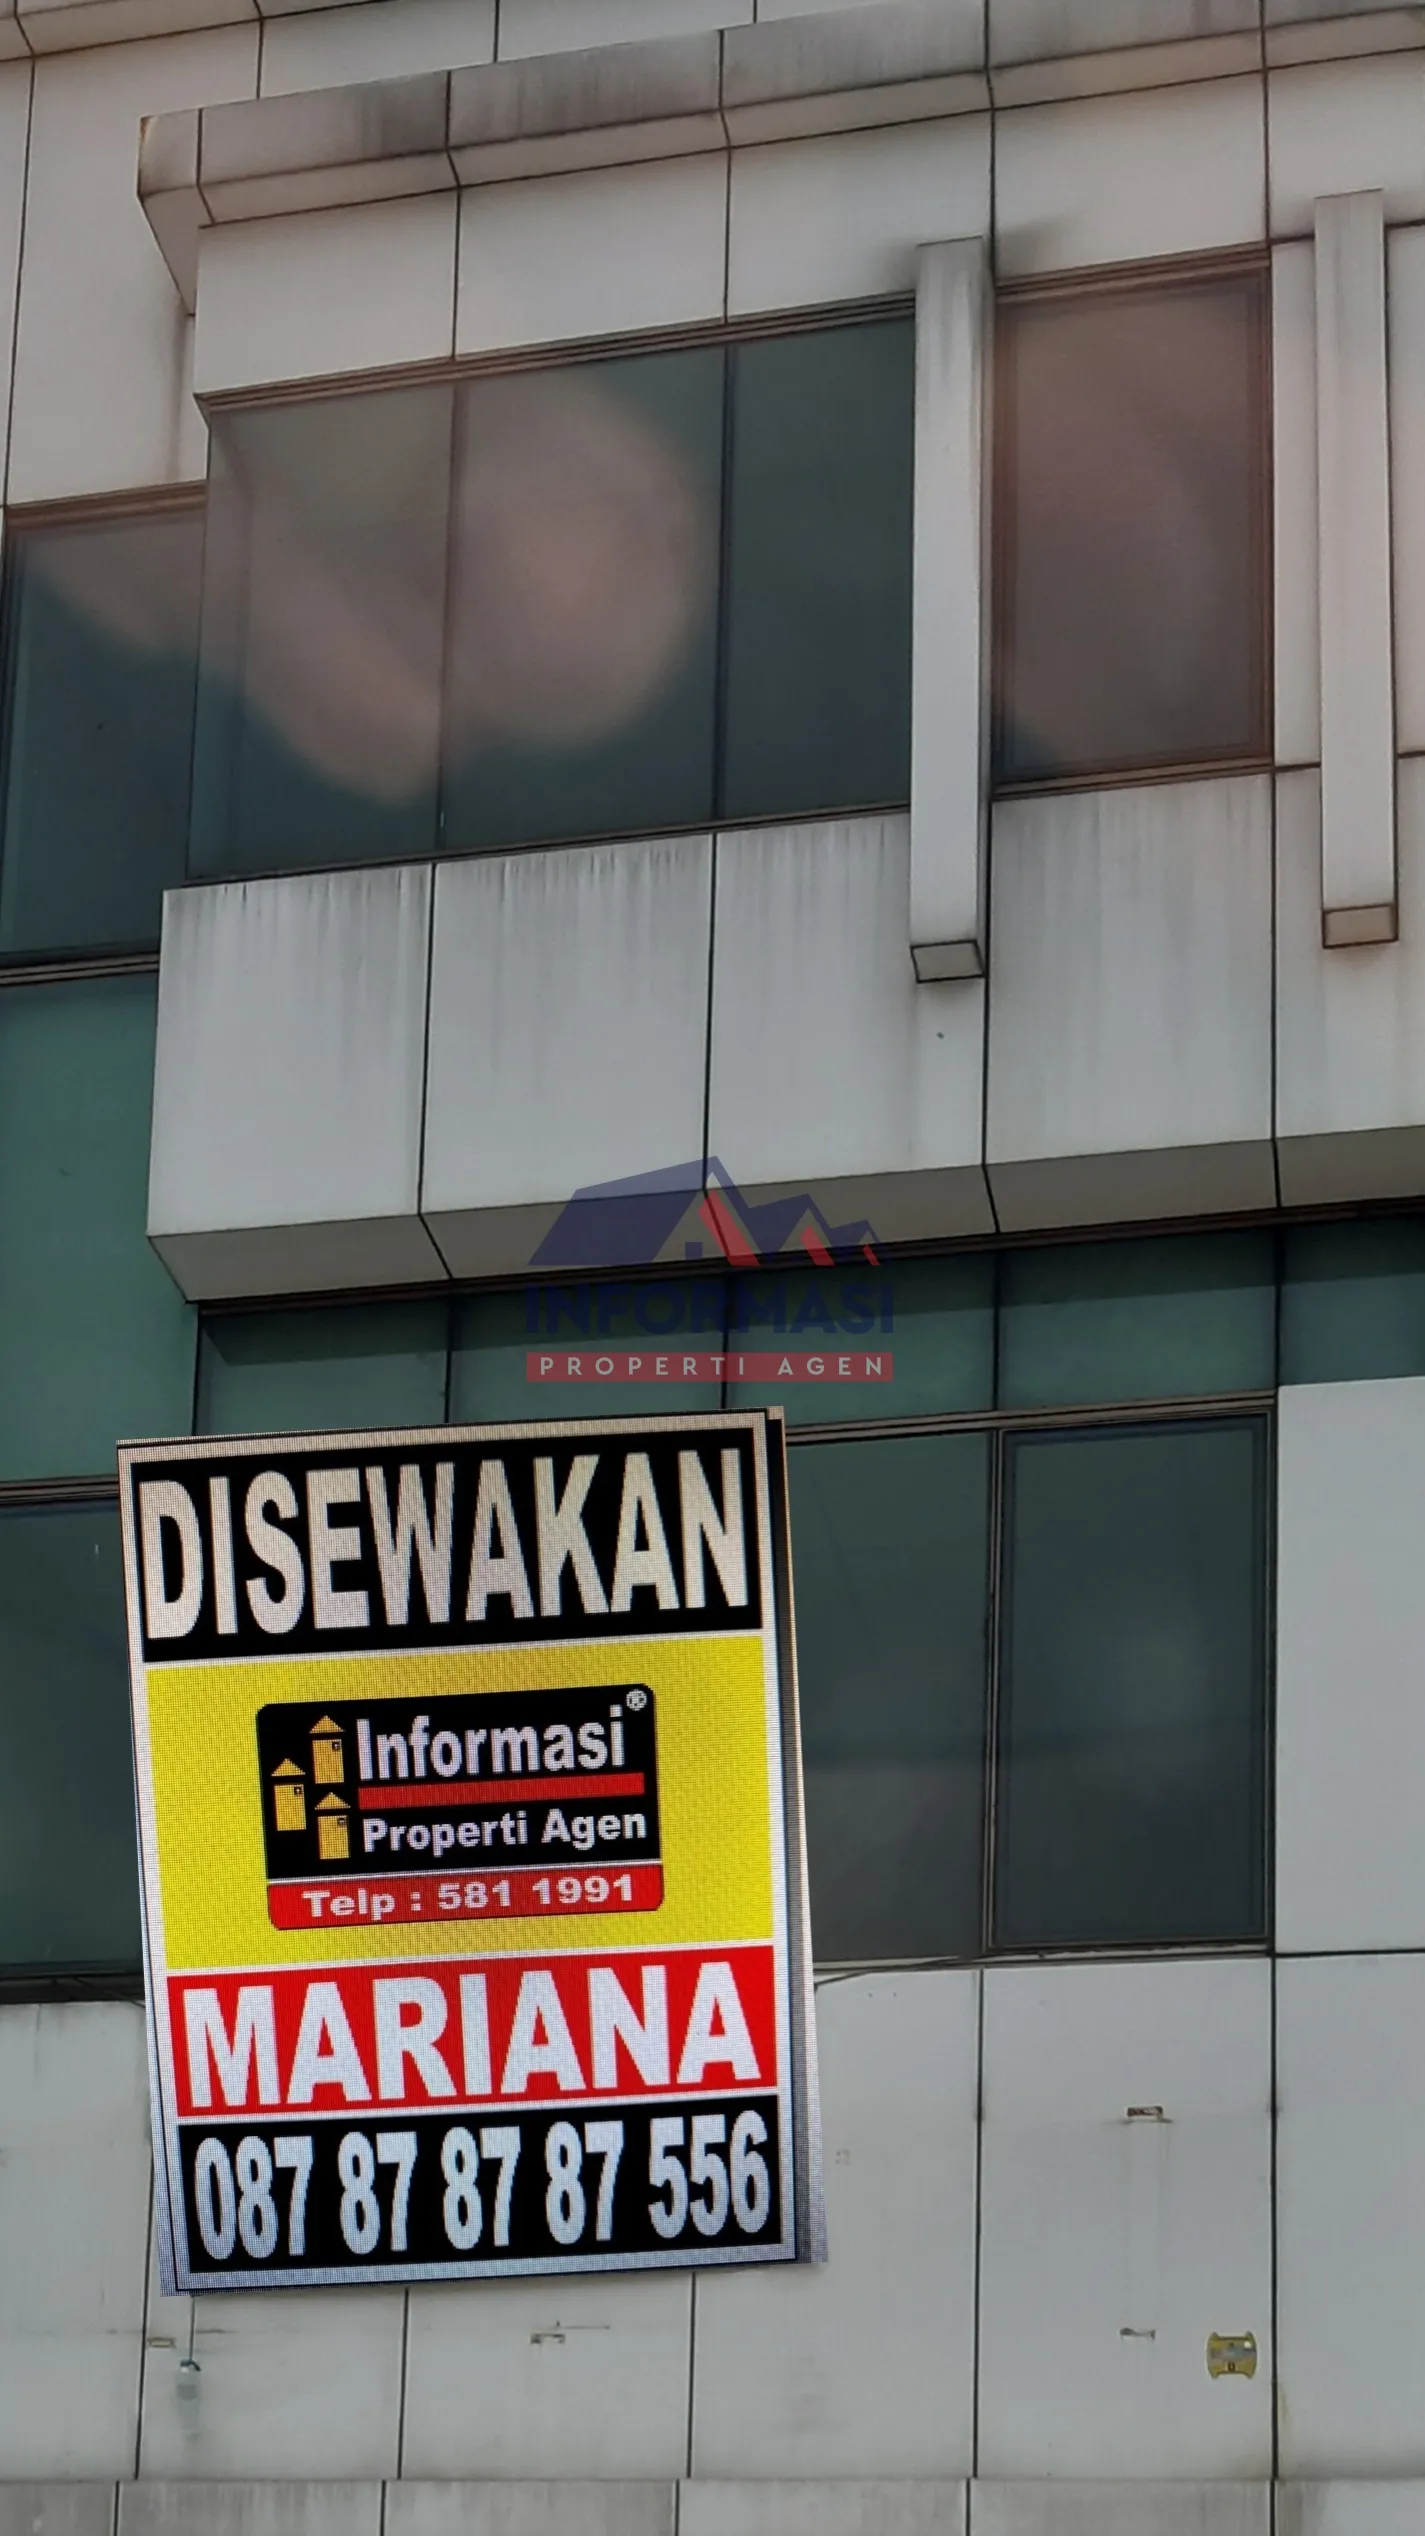 INFORMASI
PROPERTI AGEN
DISEWAKAN
Informasi®
Properti Agen
Telp : 581 1991
MARIANA
087 87 87 87 556